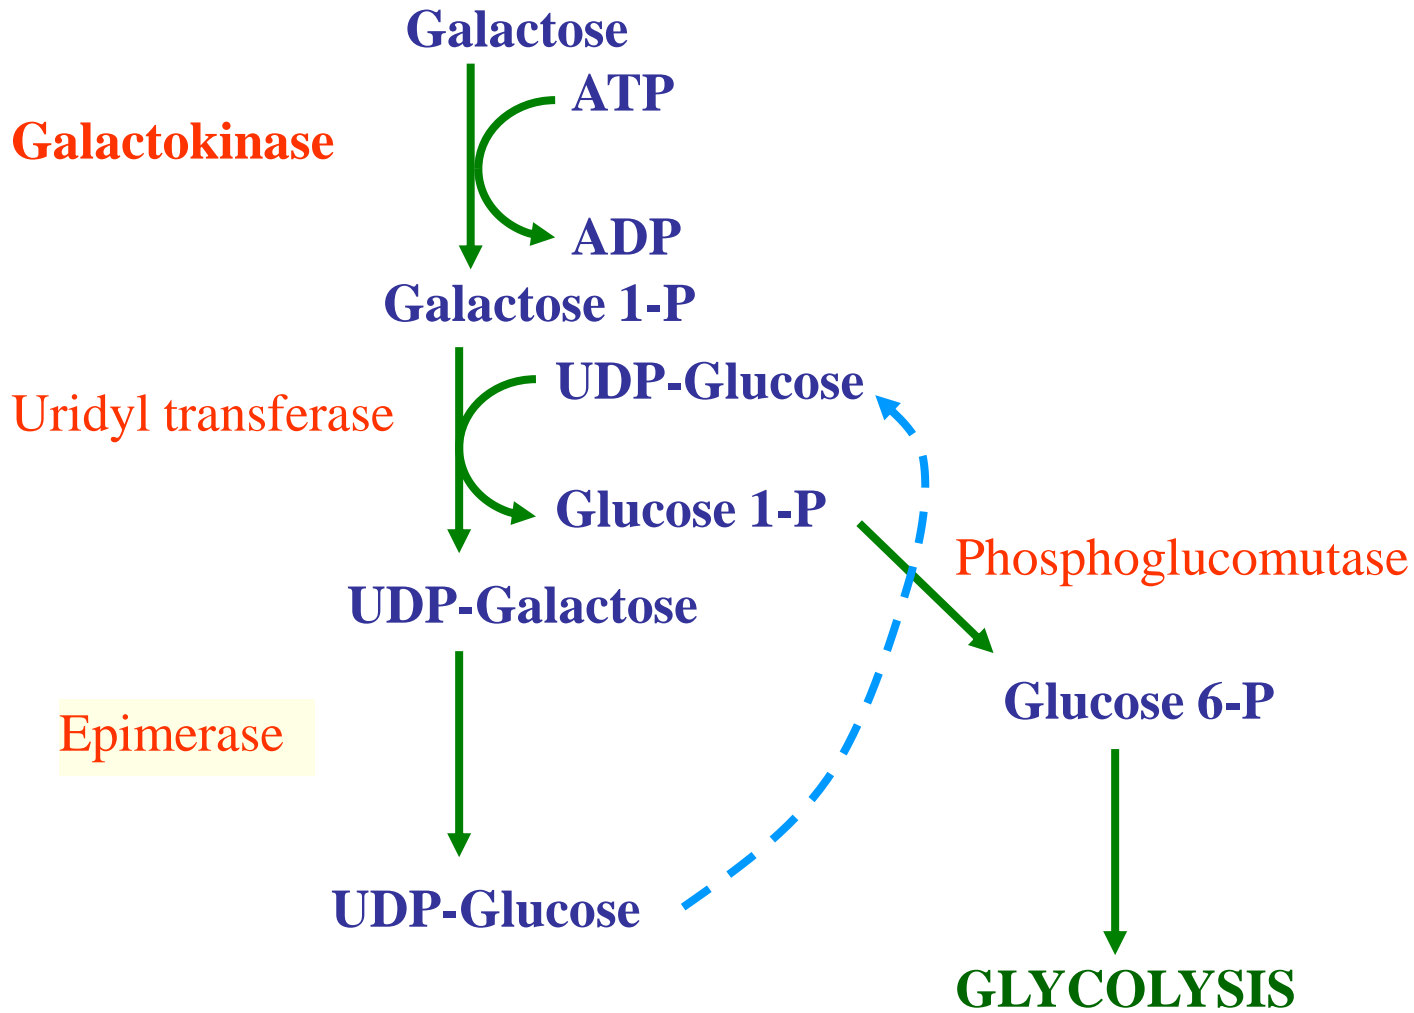 Galactose
ATP
Galactokinase
ADP
Galactose 1-P
UDP-Glucose
Uridyl transferase
Glucose 1-P
Phosphoglucomutase
UDP-Galactose
Glucose 6-P
Epimerase
UDP-Glucose
GLYCOLYSIS